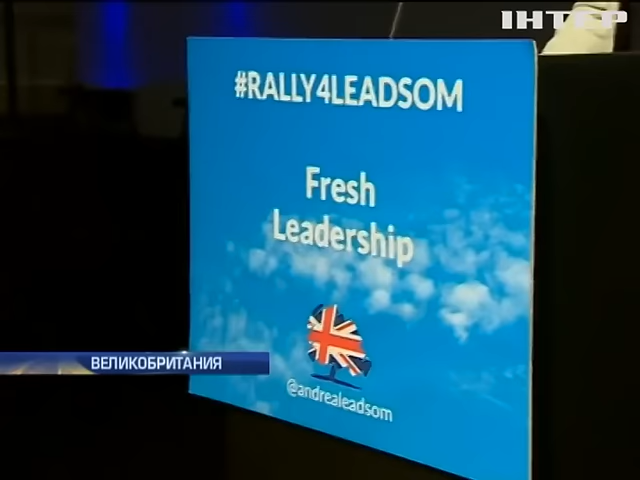 ІНТЕР
#RALLY4LEADSOM
Fresh
Leadership
ВЕЛИКОБРИТАНИЯ
@andrealeadsom